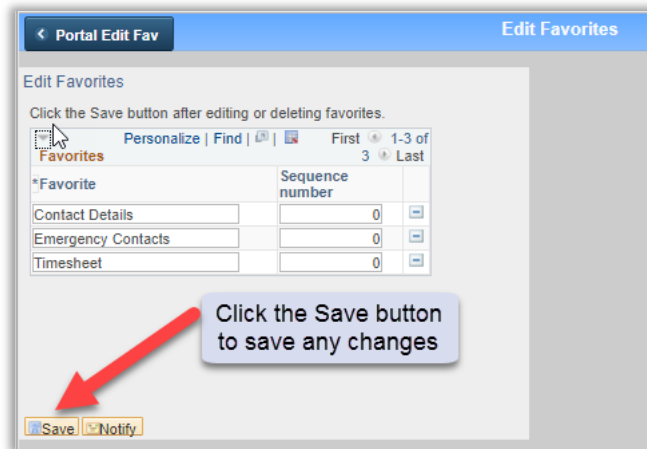 Portal Edit Fav
Edit Favorites
Edit Favorites
Click the Save button after editing or deleting favorites.
Personalize | Find | | First 1-3 of
Favorites 3 Last
*Favorite Sequence
number
Contact Details 0
Emergency Contacts 0
Timesheet 0
Click the Save button
to save any changes
Save Notify